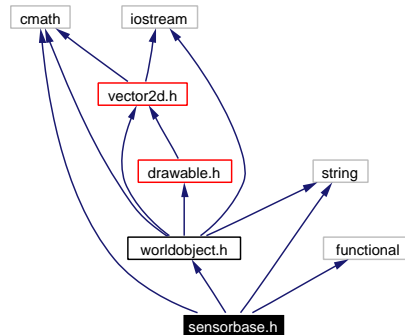 cmath
iostream
vector2d.h
drawable.h
string
worldobject.h
functional
sensorbase.h